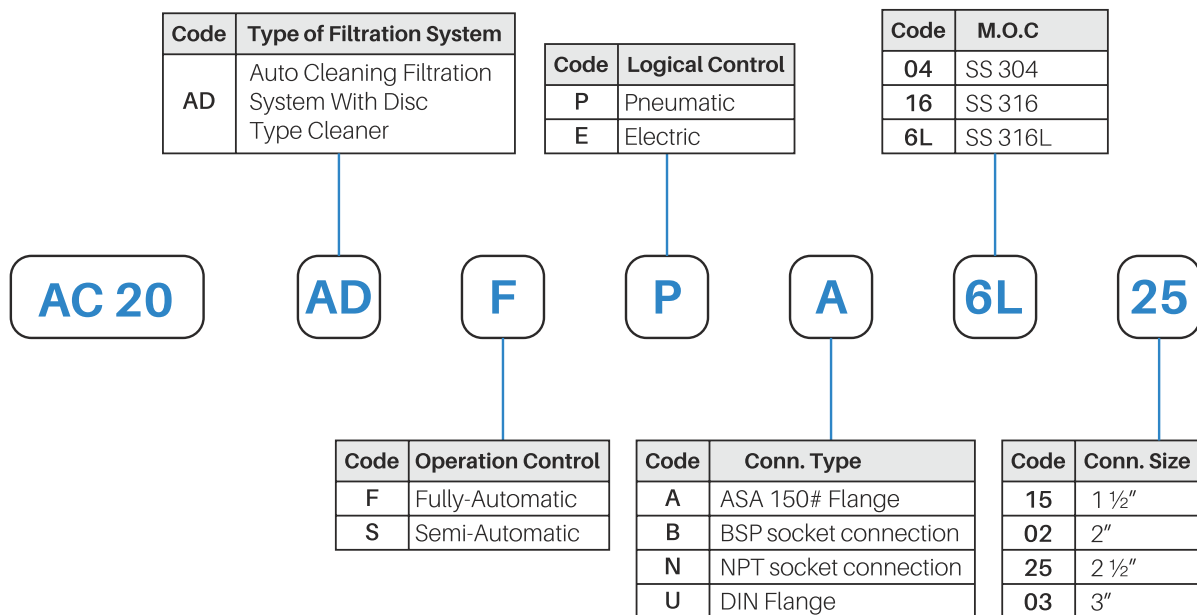 Code Type of Filtration System
AD Auto Cleaning Filtration
System With Disc
Type Cleaner
Code Logical Control
P Pneumatic
E Electric
Code M.O.C
04 SS 304
16 SS 316
6L SS 316L
AC 20 AD F P A 6L 25
Code Operation Control
F Fully-Automatic
S Semi-Automatic
Code Conn. Type
A ASA 150# Flange
B BSP socket connection
N NPT socket connection
U DIN Flange
Code Conn. Size
15 1 ½"
02 2"
25 2 ½"
03 3"